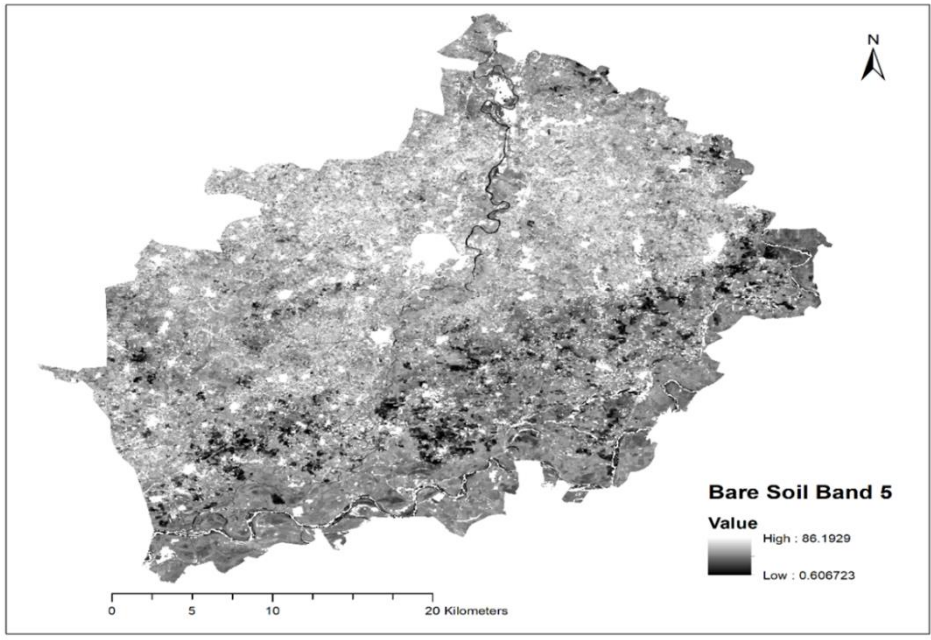 N
Bare Soil Band 5
Value
High : 86.1929
Low : 0.606723
0 5 10 20 Kilometers